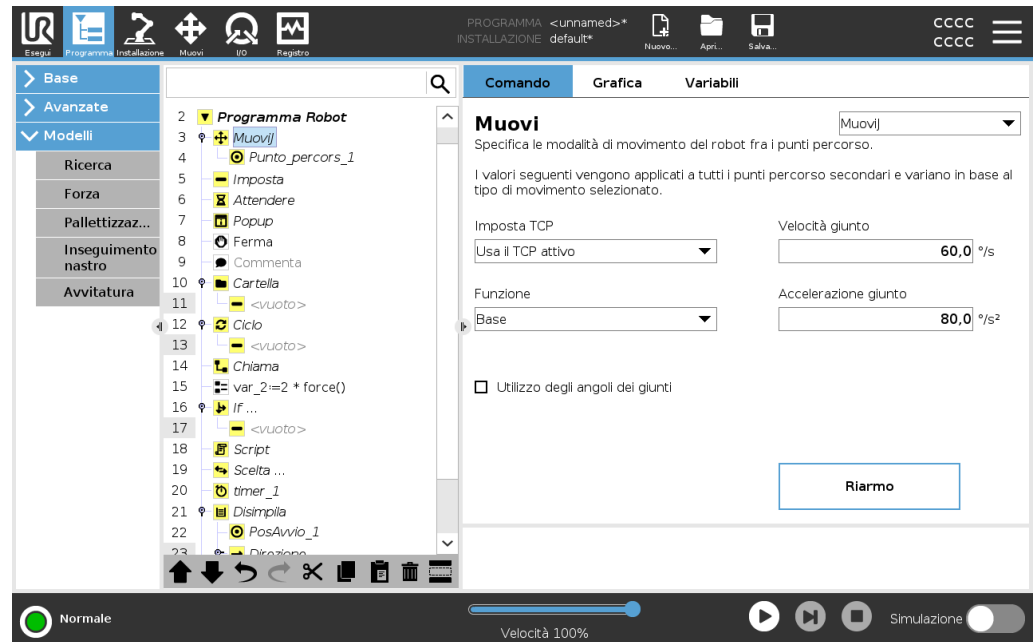 UR
PROGRAMMA <unnamed>*
INSTALLAZIONE default*
CCCC
CCCC
Esegui Programma Installazione Muovi I/O Registro
Nuovo... Apri... Salva...
Base
Avanzate
Modelli
Ricerca
Forza
Pallettizzaz...
Inseguimento
nastro
Avvitatura
2 Programma Robot
3 MuoviJ
4 Punto_percors_1
5 Imposta
6 Attendere
7 Popup
8 Ferma
9 Commenta
10 Cartella
11 <vuoto>
12 Ciclo
13 <vuoto>
14 Chiama
15 var_2:=2 * force()
16 If ...
17 <vuoto>
18 Script
19 Scelta ...
20 timer_1
21 Disimpila
22 PosAvvio_1
23 Direzione
Comando Grafica Variabili
Muovi
MuoviJ
Specifica le modalità di movimento del robot fra i punti percorso.
I valori seguenti vengono applicati a tutti i punti percorso secondari e variano in base al
tipo di movimento selezionato.
Imposta TCP
Velocità giunto
Usa il TCP attivo
60,0 °/s
Funzione
Accelerazione giunto
Base
80,0 °/s²
Utilizzo degli angoli dei giunti
Riarmo
Normale
Velocità 100%
Simulazione